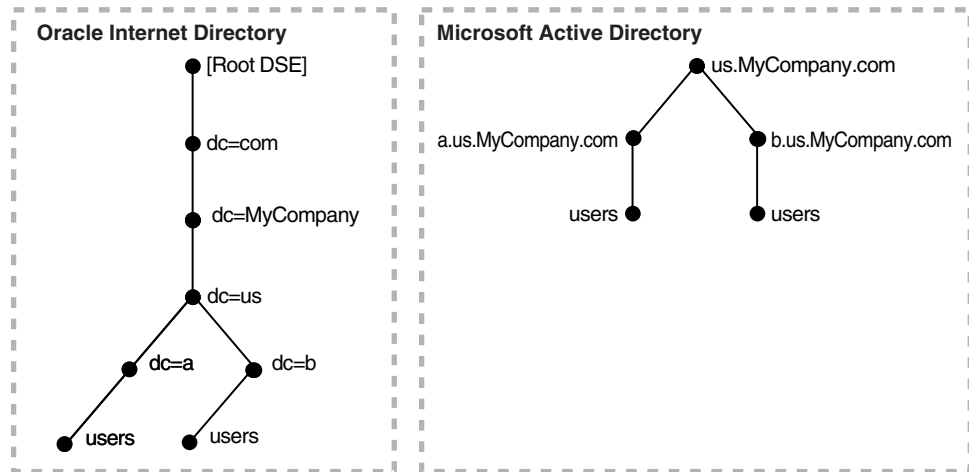 Oracle Internet Directory
[Root DSE]
dc=com
dc=MyCompany
dc=us
dc=a
dc=b
users
users
Microsoft Active Directory
us.MyCompany.com
a.us.MyCompany.com
b.us.MyCompany.com
users
users